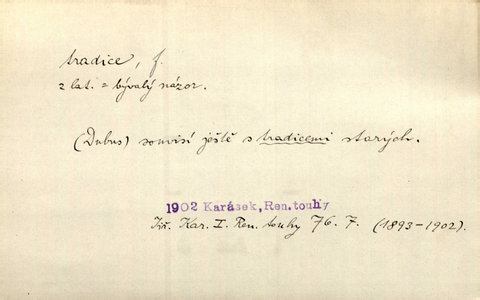 tradice, f.
z lat. = bývalý názor.
(Dubus) souvisí ještě s tradicemi starých.
1902 Karásek, Ren.touhy
Jiř. Kar. I. Ren. touhy 76. 7. (1893-1902).